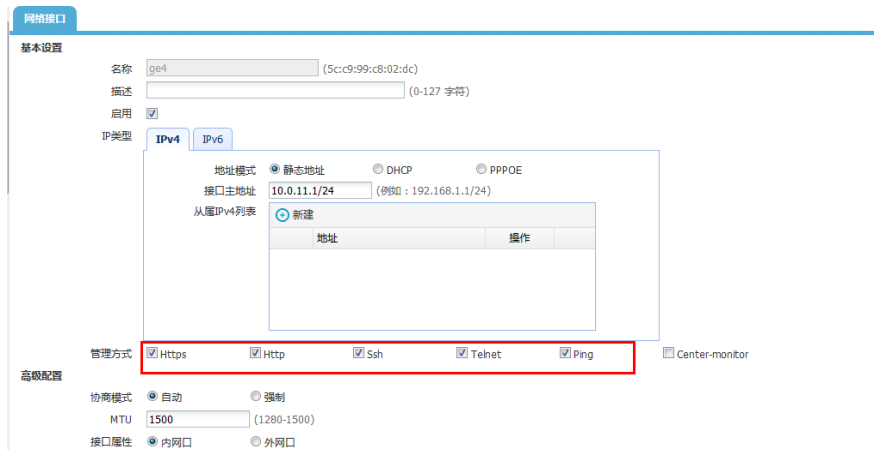 网络接口
基本设置
名称 ge4 (5c:c9:99:c8:02:dc)
描述 (0-127 字符)
启用
IP类型 IPv4 IPv6
地址模式 静态地址 DHCP PPPOE
接口主地址 10.0.11.1/24 (例如：192.168.1.1/24)
从属IPv4列表 新建
地址 操作
管理方式 Https Http Ssh Telnet Ping Center-monitor
高级配置
协商模式 自动 强制
MTU 1500 (1280-1500)
接口属性 内网口 外网口